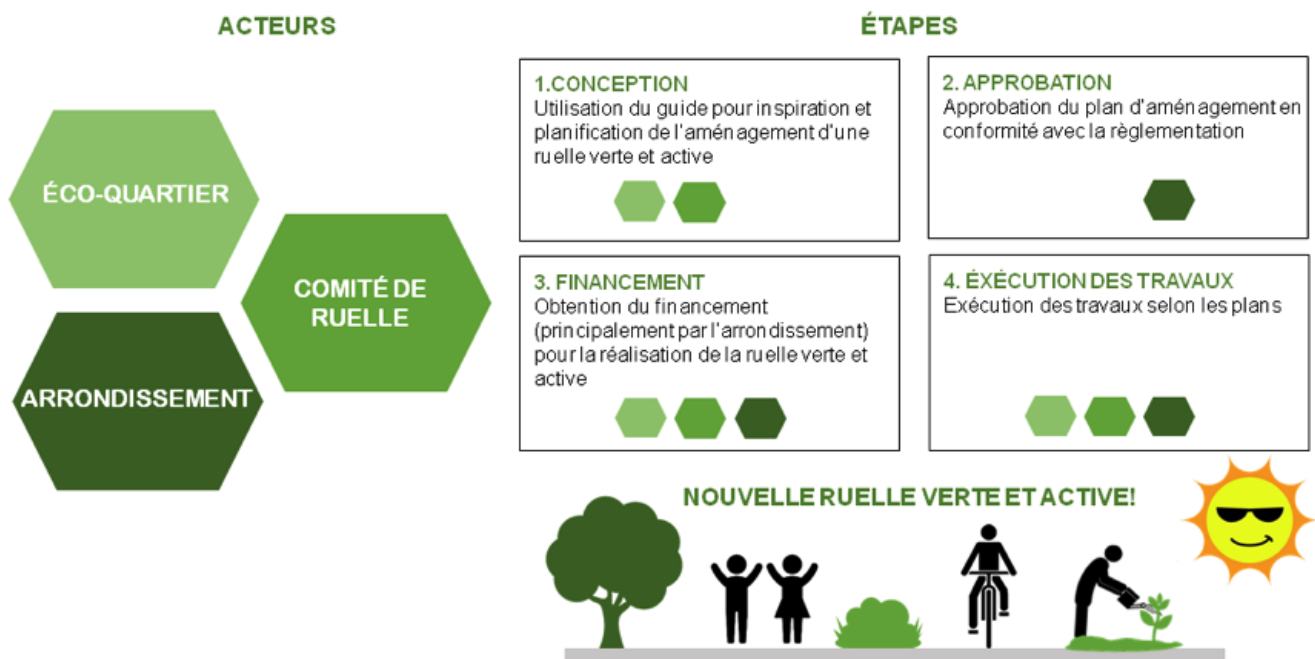 ACTEURS
ÉCO-QUARTIER
COMITÉ DE
RUELLE
ARRONDISSEMENT
ÉTAPES
1.CONCEPTION
Utilisation du guide pour inspiration et
planification de l'aménagement d'une
ruelle verte et active
2. APPROBATION
Approbation du plan d'aménagement en
conformité avec la règlementation
3. FINANCEMENT
Obtention du financement
(principalement par l'arrondissement)
pour la réalisation de la ruelle verte et
active
4. ÉXÉCUTION DES TRAVAUX
Exécution des travaux selon les plans
NOUVELLE RUELLE VERTE ET ACTIVE!